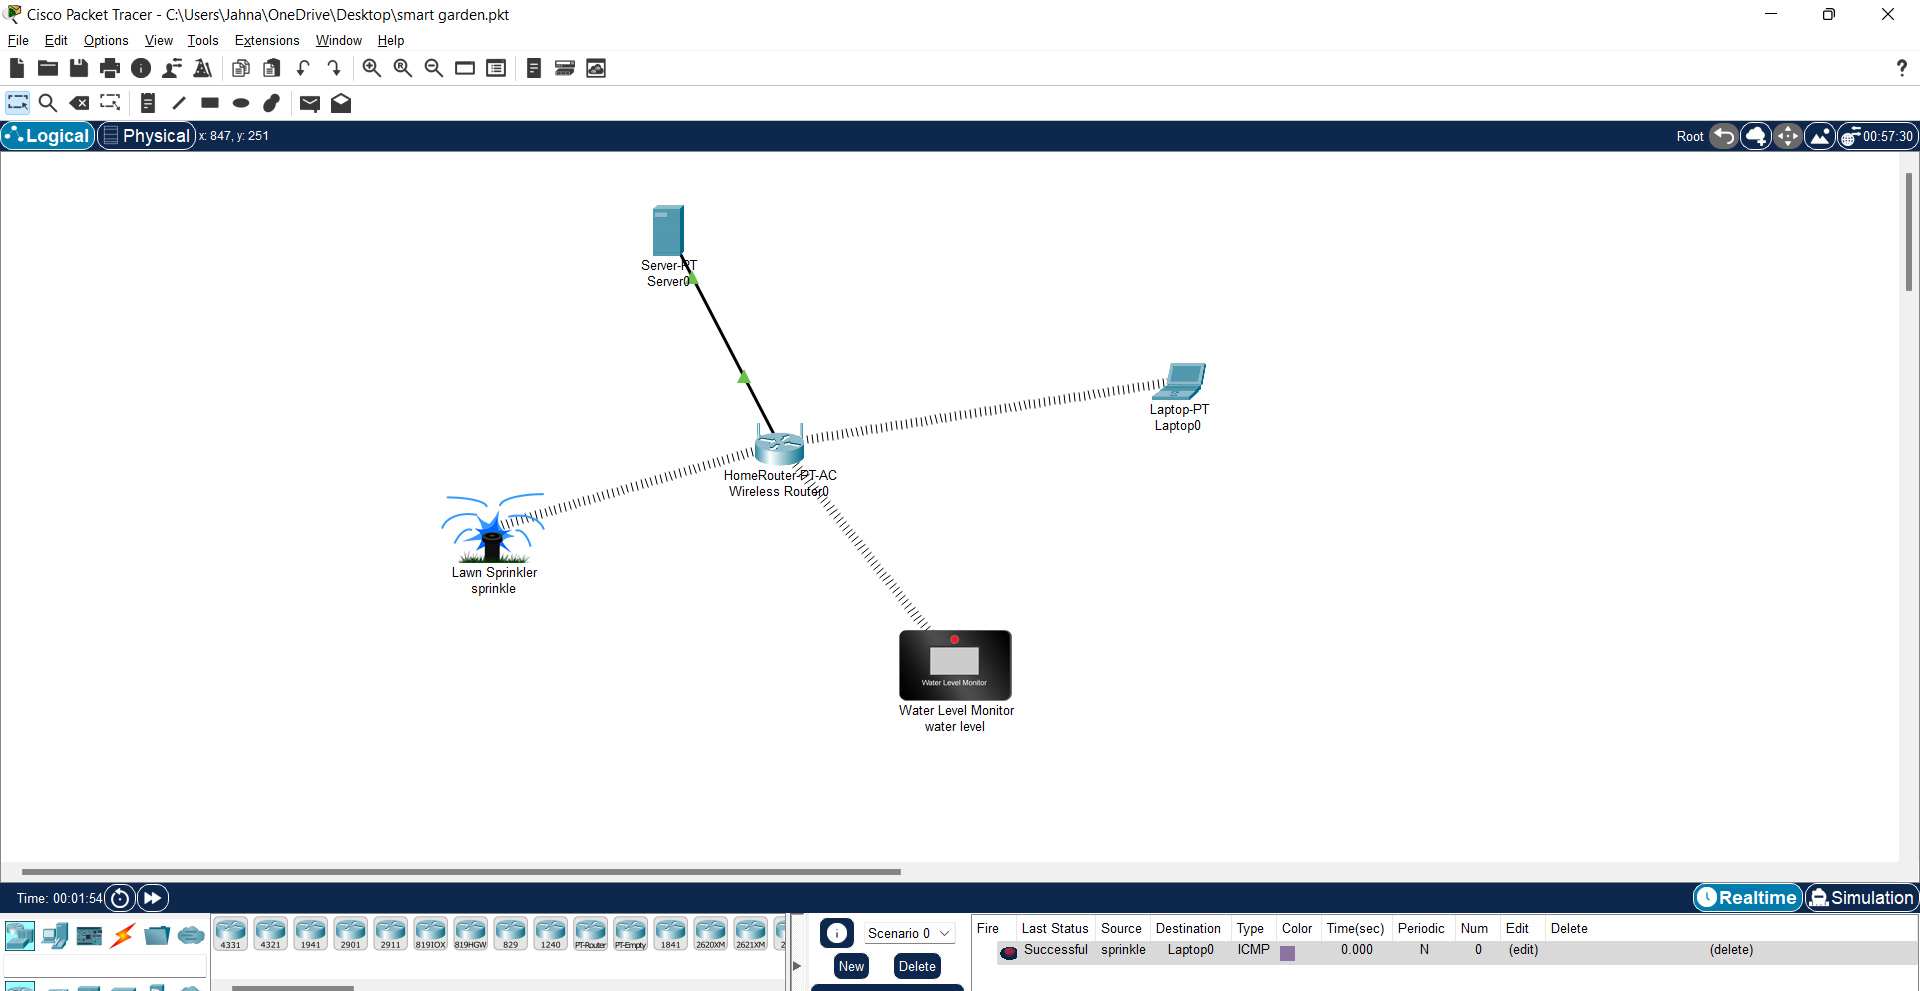 Cisco Packet Tracer - C:\Users\Jahna\OneDrive\Desktop\smart garden.pkt
File Edit Options View Tools Extensions Window Help
?
Logical Physical x: 847, y: 251 Root 00:57:30
Server-PT
Server0
Laptop-PT
Laptop0
HomeRouter-PT-AC
Wireless Router0
Lawn Sprinkler
sprinkle
Water Level Monitor
Water Level Monitor
water level
Time: 00:01:54 Realtime Simulation
4331 4321 1941 2901 2911 819IOX 819HGW 829 1240 PT-Router PT-Empty 1841 2620XM 2621XM 2
Scenario 0
New Delete
Fire Last Status Source Destination Type Color Time(sec) Periodic Num Edit Delete
Successful sprinkle Laptop0 ICMP 0.000 N 0 (edit) (delete)